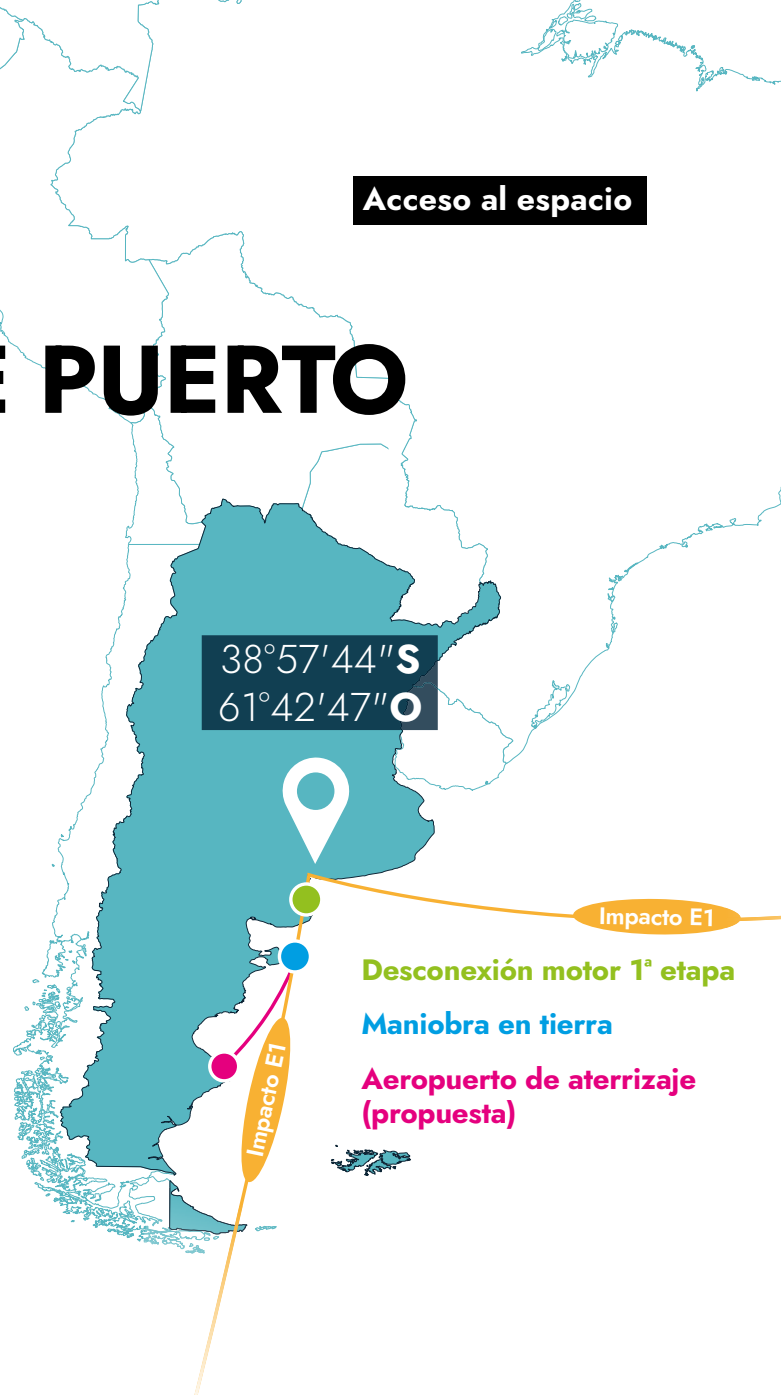 Acceso al espacio
E PUERTO
38°57'44"S
61°42'47"O
Impacto E1
Desconexión motor 1ª etapa
Maniobra en tierra
Aeropuerto de aterrizaje
(propuesta)
Impacto E1